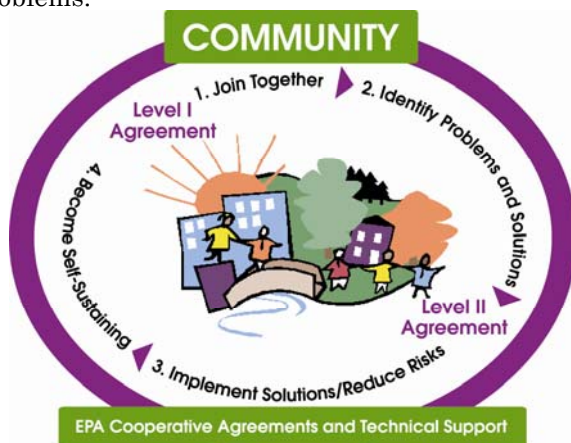 oblems.
COMMUNITY
1. Join Together
2. Identify Problems and Solutions
Level I
Agreement
Level II
Agreement
3. Implement Solutions/Reduce Risks
4. Become Self-Sustaining
EPA Cooperative Agreements and Technical Support